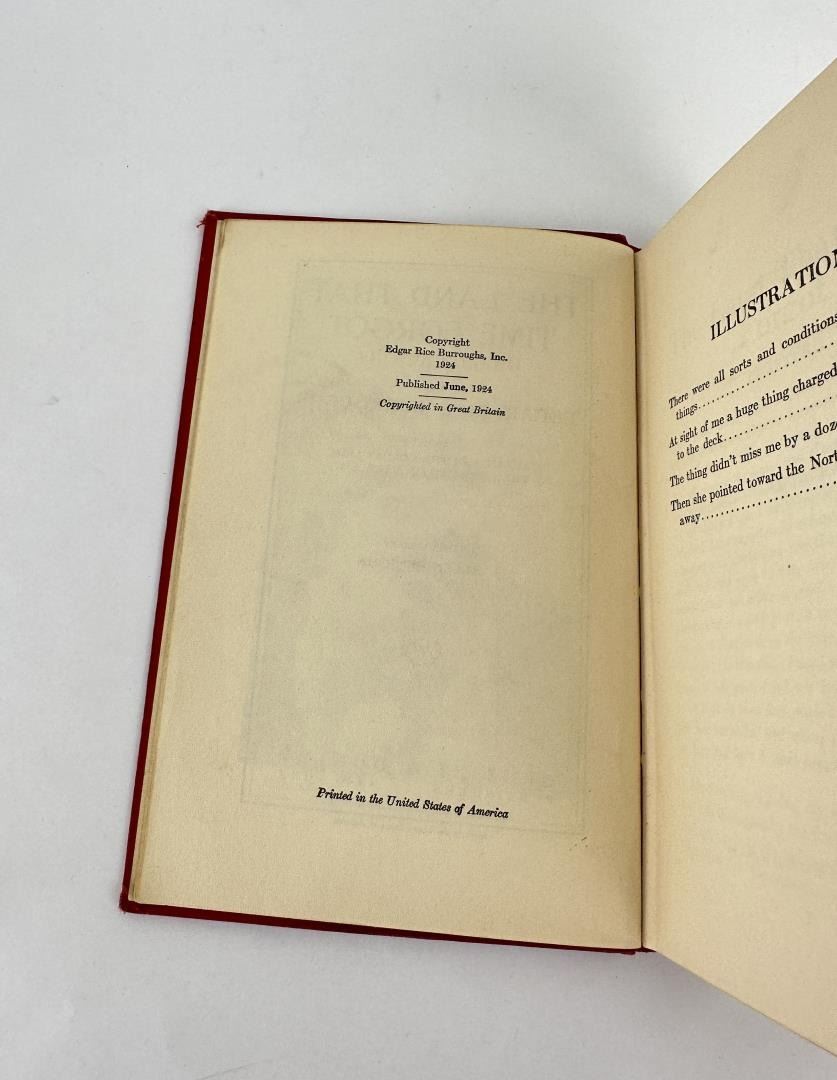 Copyright
Edgar Rice Burroughs, Inc.
1924
Published June, 1924
Copyrighted in Great Britain
Printed in the United States of America
ILLUSTRATION
There were all sorts and conditions
things
At sight of me a huge thing charged
to the deck
The thing didn't miss me by a doz
Then she pointed toward the Nort
away